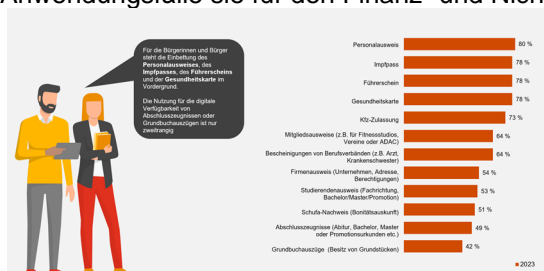 Anwendungsfälle sie für den Finanz- und Nich
Für die Bürgerinnen und Bürger
steht die Einbettung des
Personalausweises, des
Impfpasses, des Führerscheins
und der Gesundheitskarte im
Vordergrund.
Die Nutzung für die digitale
Verfügbarkeit von
Abschlusszeugnissen oder
Grundbuchauszügen ist nur
zweitrangig
Personalausweis 80 %
Impfpass 78 %
Führerschein 78 %
Gesundheitskarte 78 %
Kfz-Zulassung 73 %
Mitgliedsausweise (z.B. für Fitnessstudios,
Vereine oder ADAC) 64 %
Bescheinigungen von Berufsverbänden (z.B. Arzt,
Krankenschwester) 64 %
Firmenausweis (Unternehmen, Adresse,
Berechtigungen) 54 %
Studierendenausweis (Fachrichtung,
Bachelor/Master/Promotion) 53 %
Schufa-Nachweis (Bonitätsauskunft) 51 %
Abschlusszeugnisse (Abitur, Bachelor, Master
oder Promotionsurkunden etc.) 49 %
Grundbuchauszüge (Besitz von Grundstücken) 42 %
2023